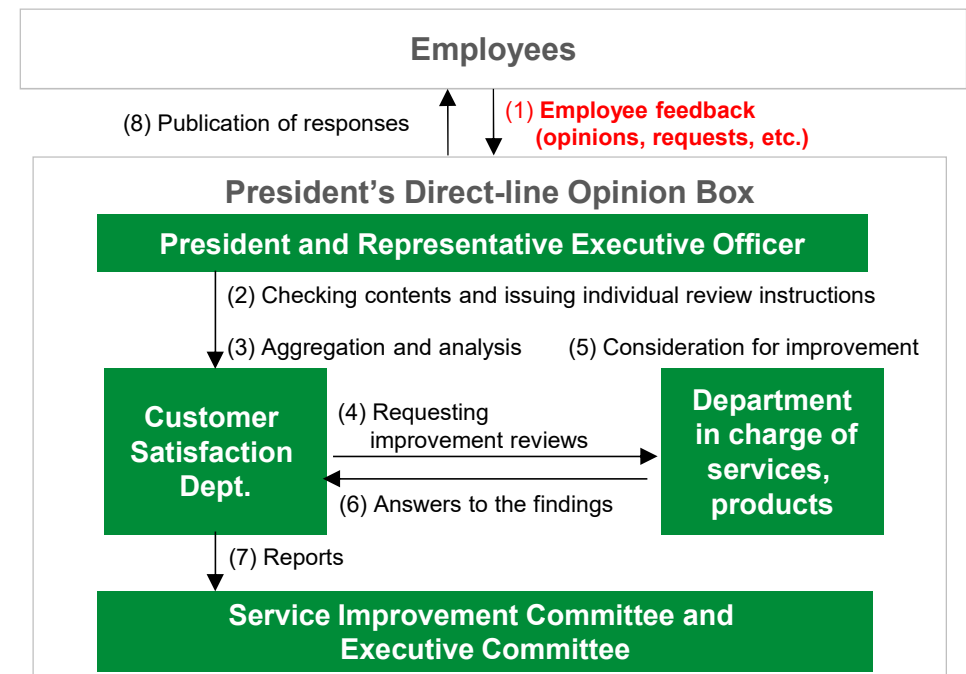 Employees
(8) Publication of responses
(1) Employee feedback
(opinions, requests, etc.)
President’s Direct-line Opinion Box
President and Representative Executive Officer
(2) Checking contents and issuing individual review instructions
(3) Aggregation and analysis
(5) Consideration for improvement
Customer
Satisfaction
Dept.
(4) Requesting
improvement reviews
(6) Answers to the findings
Department
in charge of
services,
products
(7) Reports
Service Improvement Committee and
Executive Committee